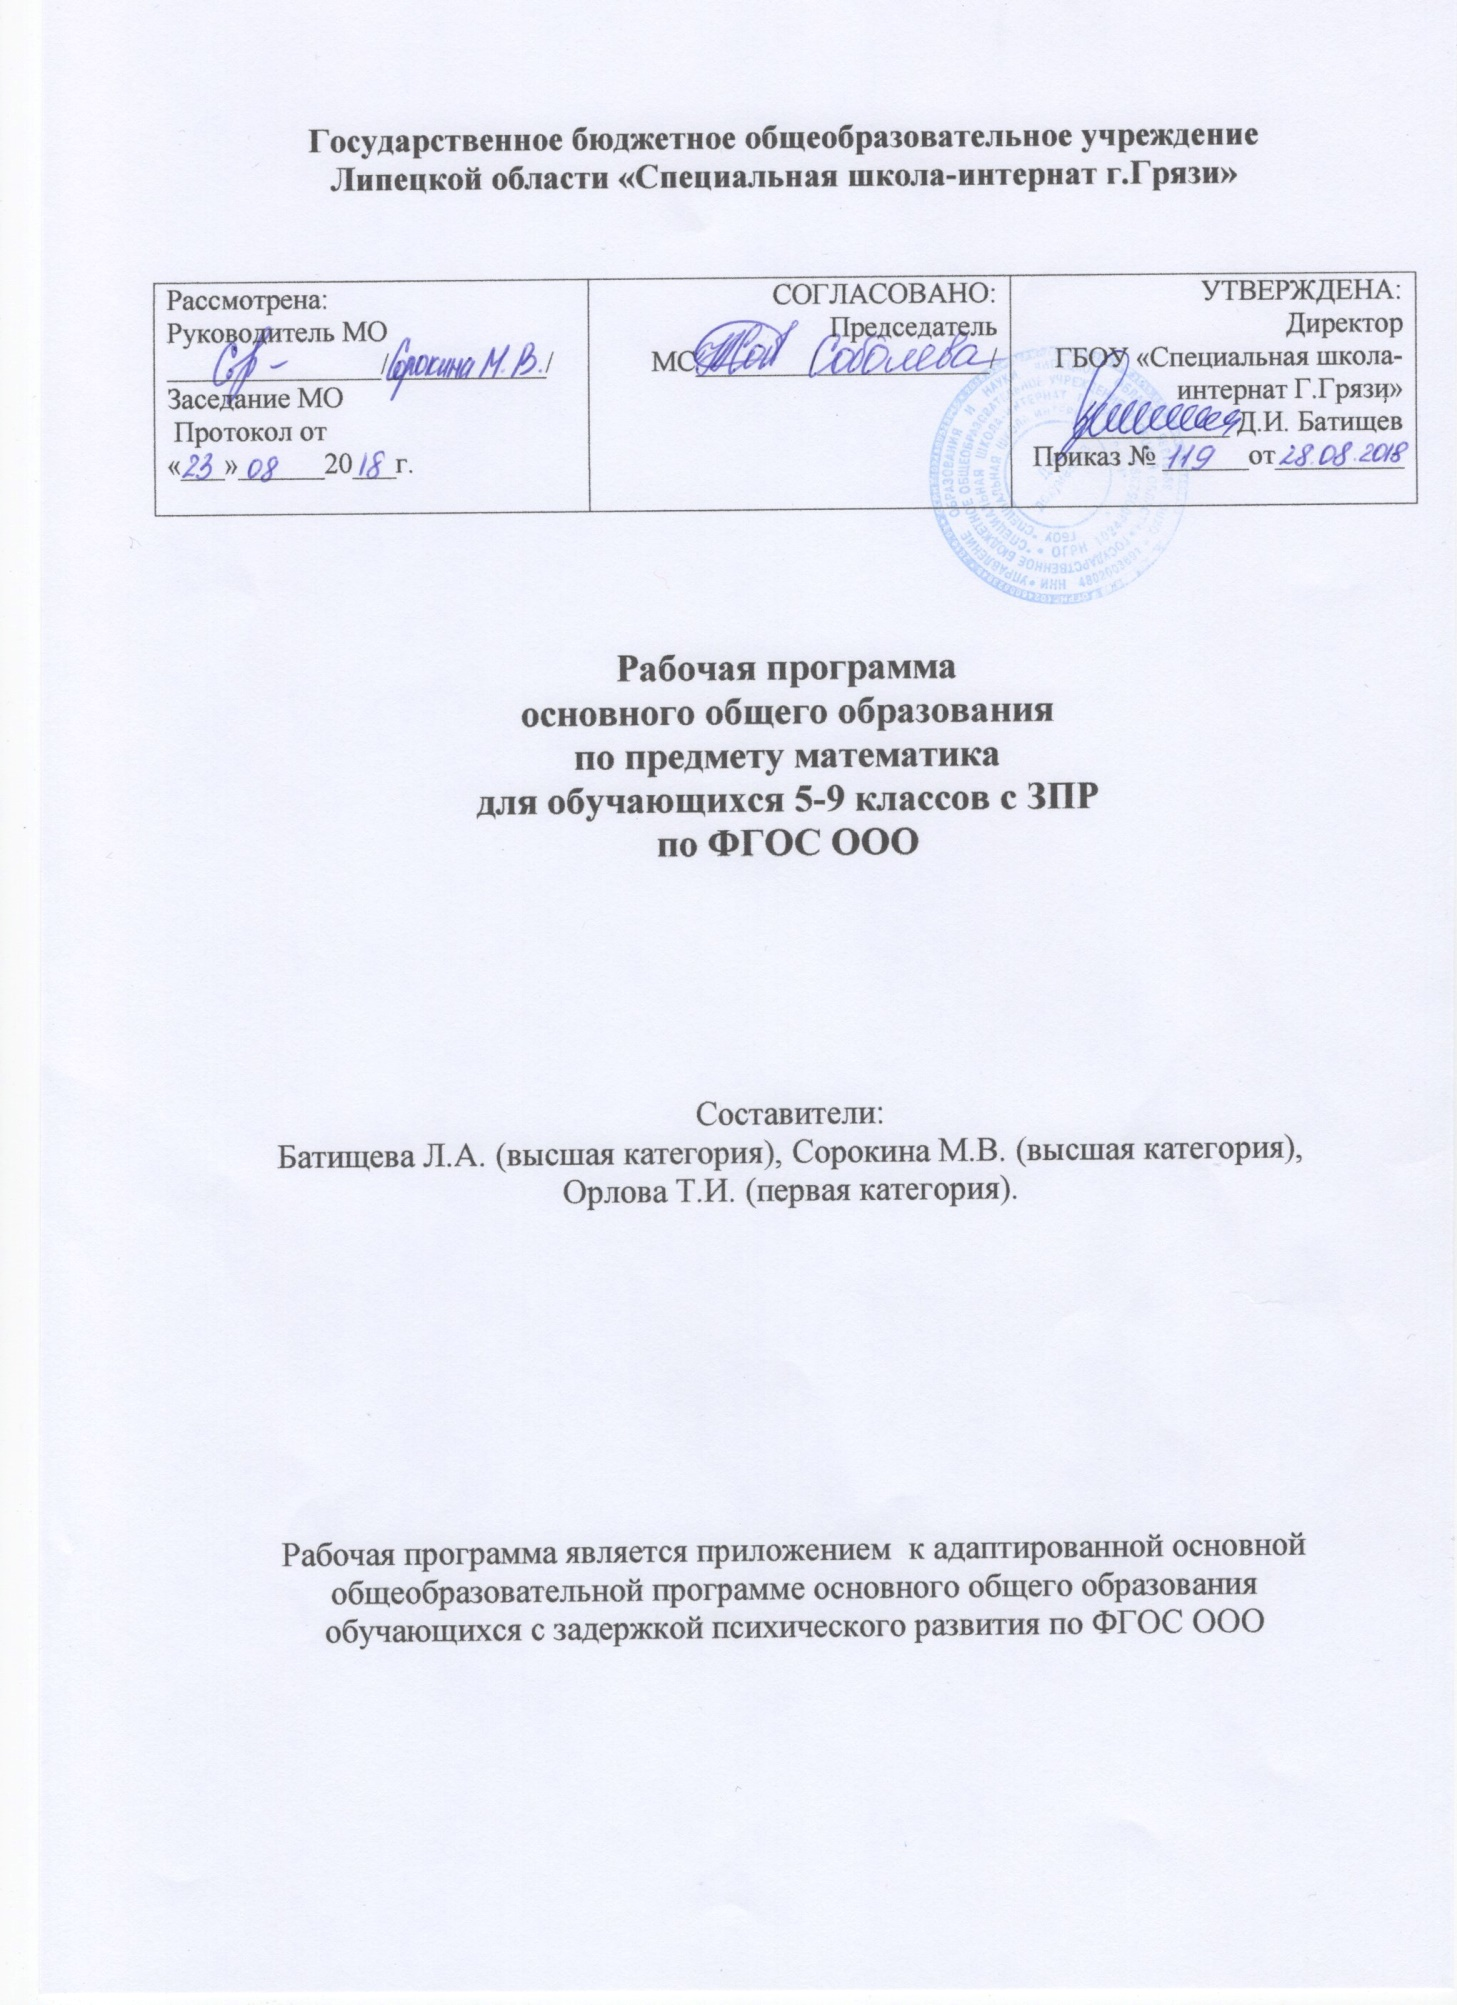 Государственное бюджетное общеобразовательное учреждение
Липецкой области «Специальная школа-интернат г.Грязи»
Рассмотрена:
Руководитель МО
/Сорокина М. В./
Заседание МО
Протокол от
«23» 08 2018 г.
СОГЛАСОВАНО:
Председатель
МС Соболева /
УТВЕРЖДЕНА:
Директор
ГБОУ «Специальная школа-
интернат Г.Грязи»
Д.И. Батищев
Приказ № 119 от 28.08.2018
Рабочая программа
основного общего образования
по предмету математика
для обучающихся 5-9 классов с ЗПР
по ФГОС ООО
Составители:
Батищева Л.А. (высшая категория), Сорокина М.В. (высшая категория),
Орлова Т.И. (первая категория).
Рабочая программа является приложением к адаптированной основной
общеобразовательной программе основного общего образования
обучающихся с задержкой психического развития по ФГОС ООО